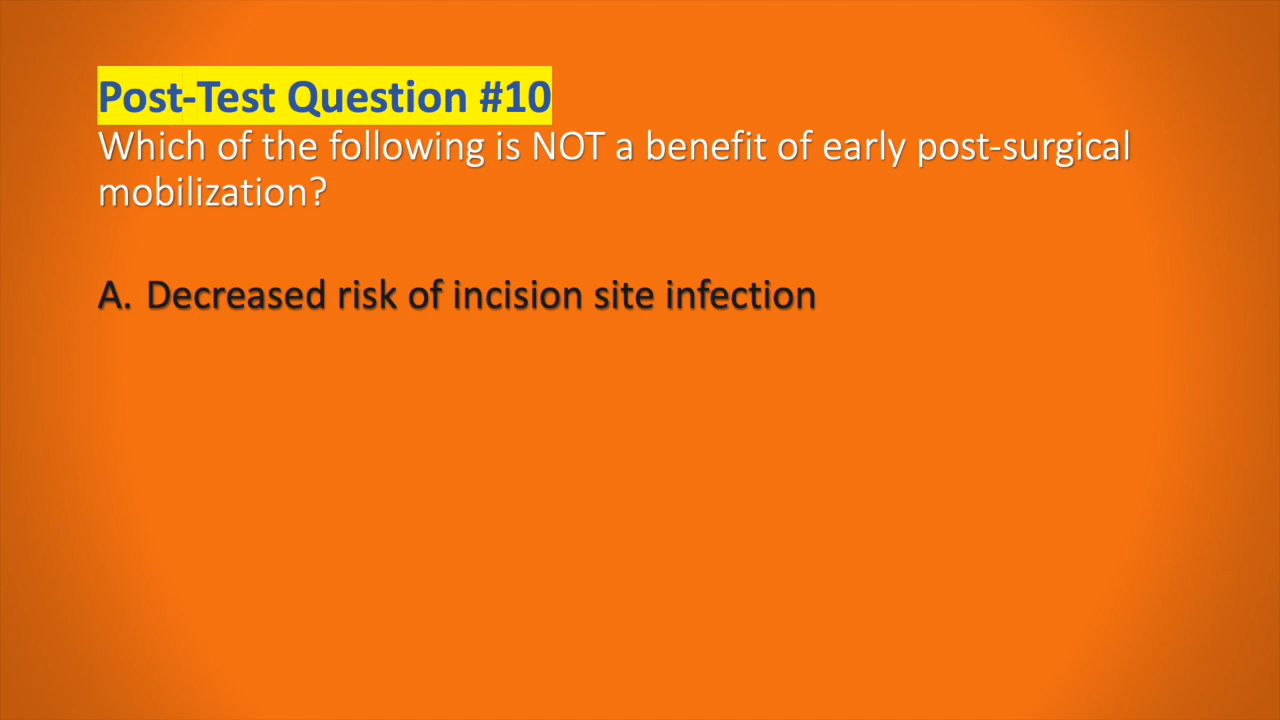 Post-Test Question #10
Which of the following is NOT a benefit of early post-surgical
mobilization?
A. Decreased risk of incision site infection